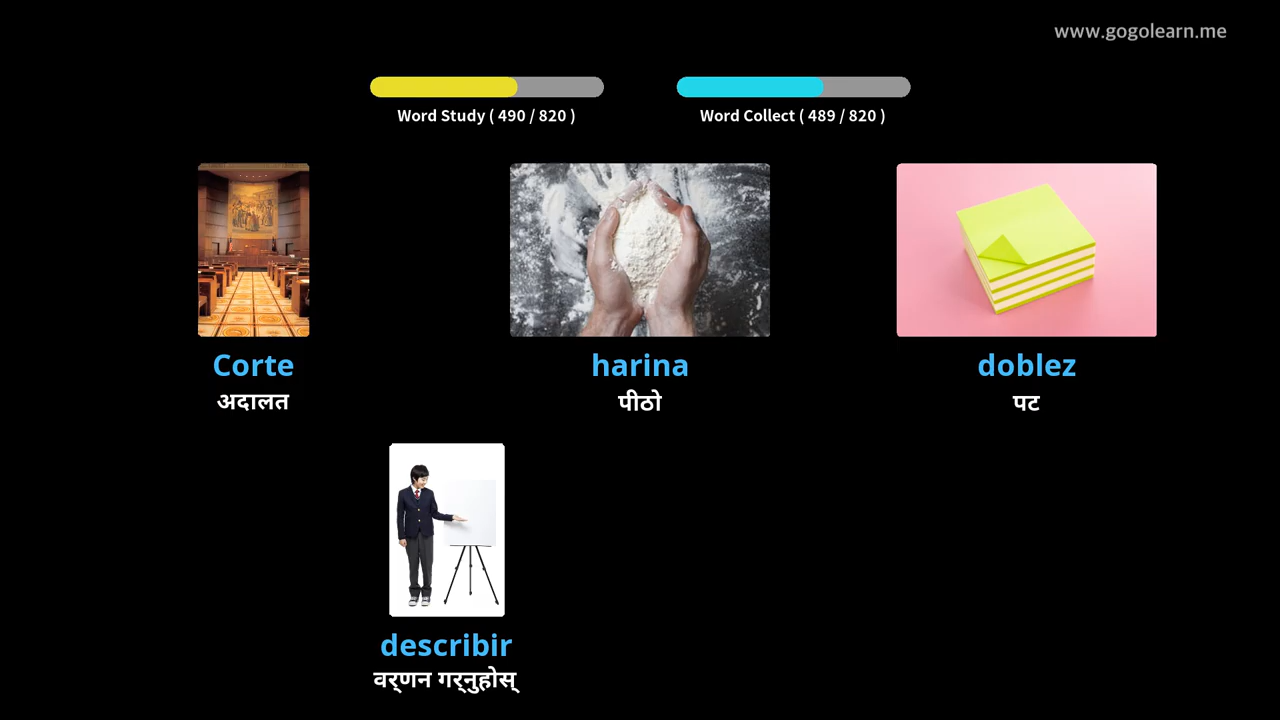 www.gogolearn.me
Word Study ( 490 / 820 )
Word Collect ( 489 / 820 )
Corte
अदालत
harina
पीठो
doblez
पट
describir
वर्‌णन गर्‌नुहोस्